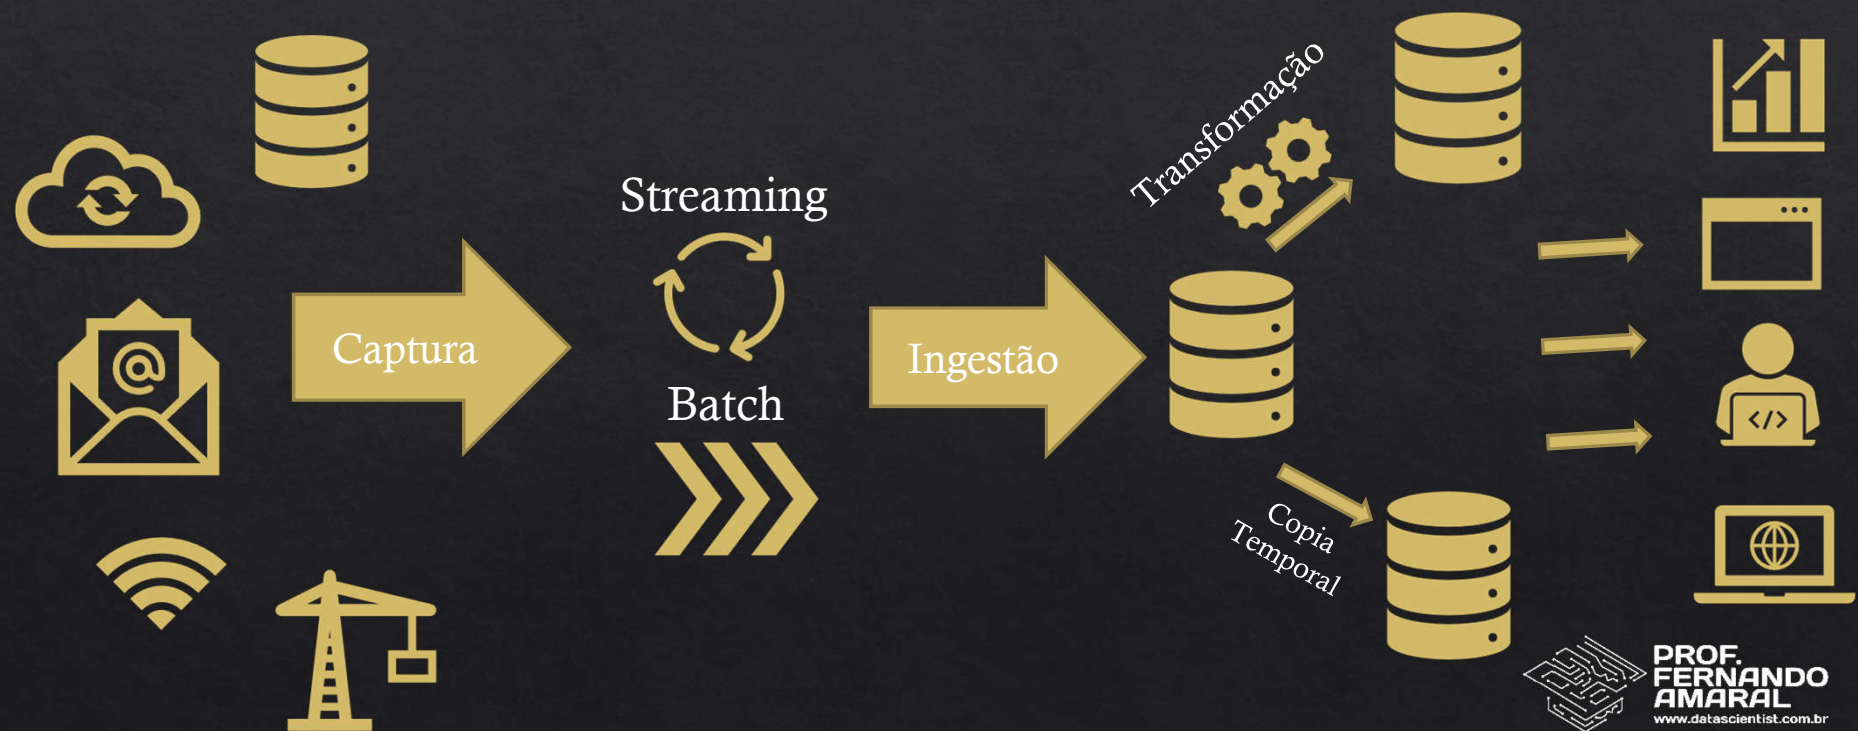 Captura
Streaming
Batch
Ingestão
Transformação
Copia
Temporal
@
</>
PROF.
FERNANDO
AMARAL
www.datascientist.com.br